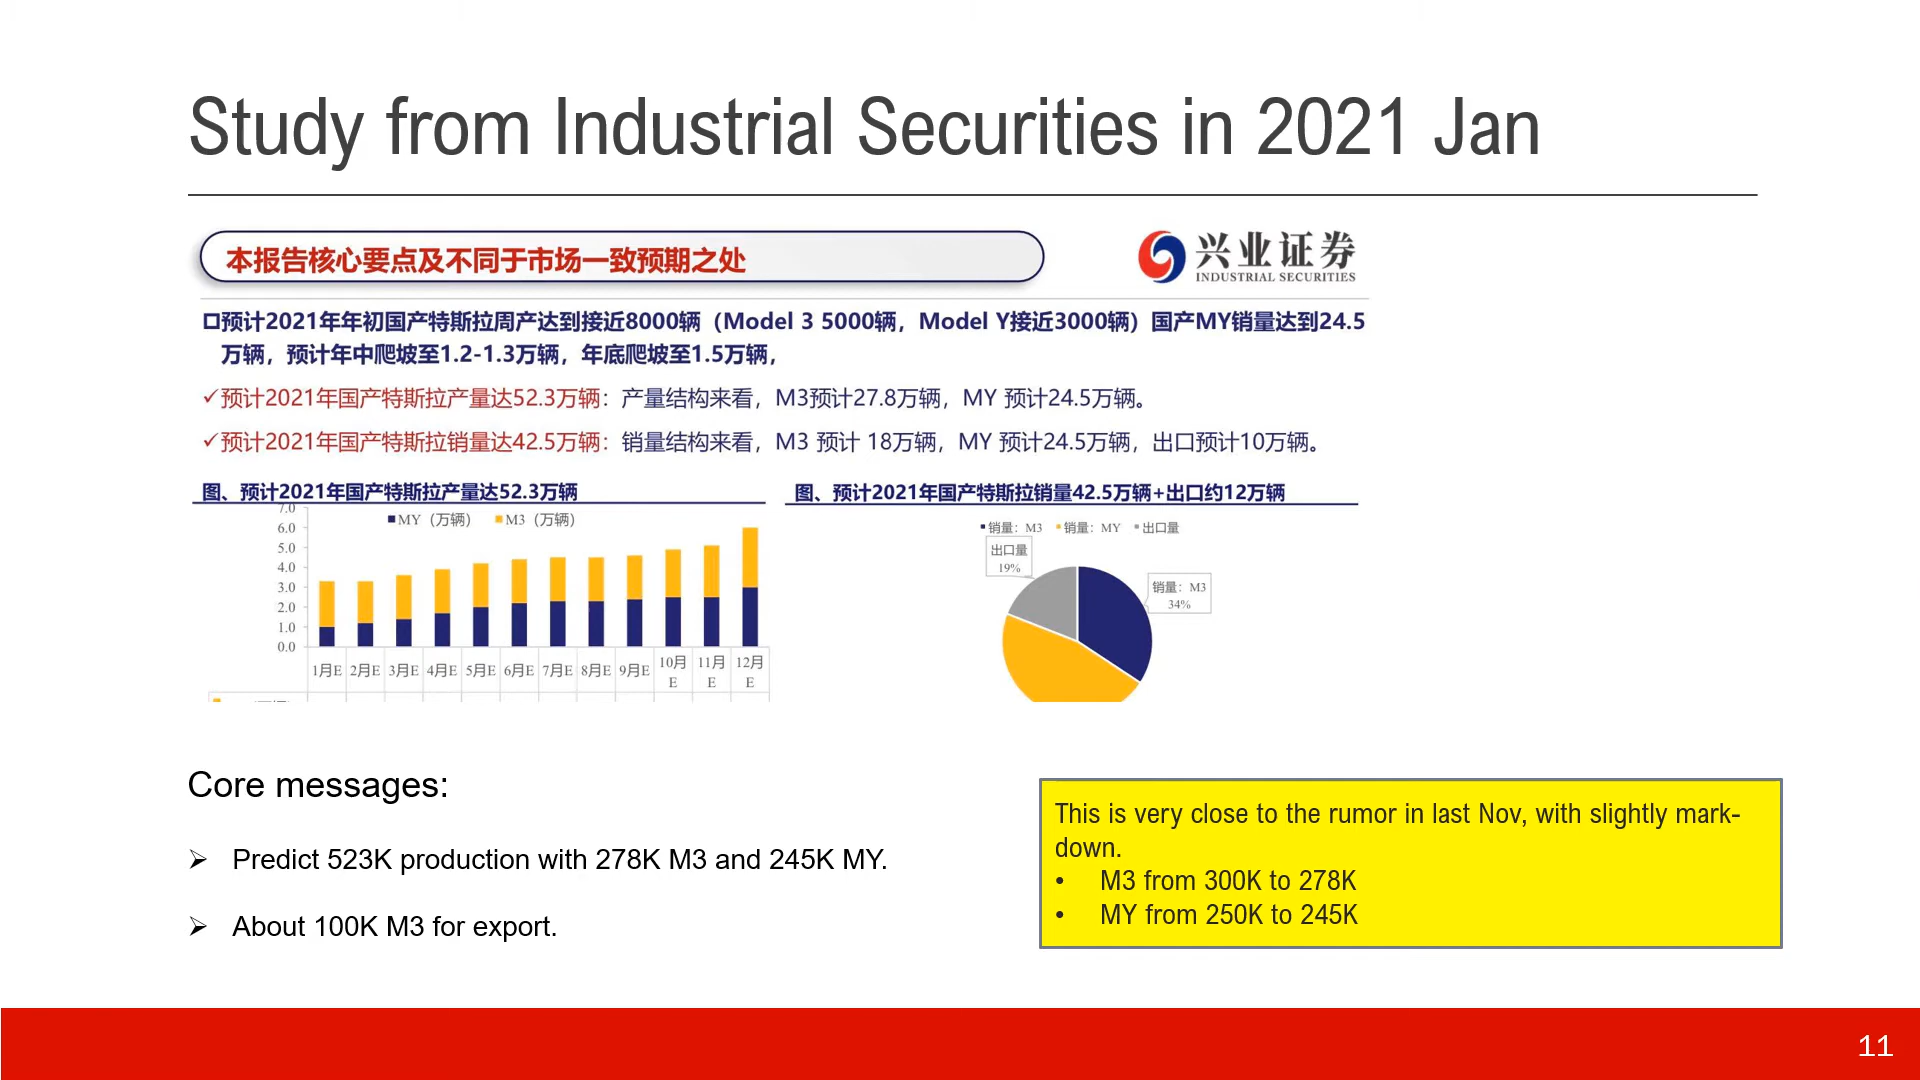 Study from Industrial Securities in 2021 Jan
本报告核心要点及不同于市场一致预期之处
兴业证券
INDUSTRIAL SECURITIES
预计2021年年初国产特斯拉周产达到接近8000辆（Model 3 5000辆，Model Y接近3000辆）国产MY销量达到24.5
万辆，预计年中爬坡至1.2-1.3万辆，年底爬坡至1.5万辆，
✓预计2021年国产特斯拉产量达52.3万辆：产量结构来看，M3预计27.8万辆，MY 预计24.5万辆。
✓预计2021年国产特斯拉销量达42.5万辆：销量结构来看，M3 预计 18万辆，MY 预计24.5万辆，出口预计10万辆。
图、预计2021年国产特斯拉产量达52.3万辆
7.0
6.0
5.0
4.0
3.0
2.0
1.0
0.0
MY（万辆） M3（万辆）
1月E 2月E 3月E 4月E 5月E 6月E 7月E 8月E 9月E 10月E 11月E 12月E
图、预计2021年国产特斯拉销量42.5万辆+出口约12万辆
销量：M3 销量：MY 出口量
出口量
19%
销量：M3
34%
Core messages:
➢ Predict 523K production with 278K M3 and 245K MY.
➢ About 100K M3 for export.
This is very close to the rumor in last Nov, with slightly mark-
down.
• M3 from 300K to 278K
• MY from 250K to 245K
11